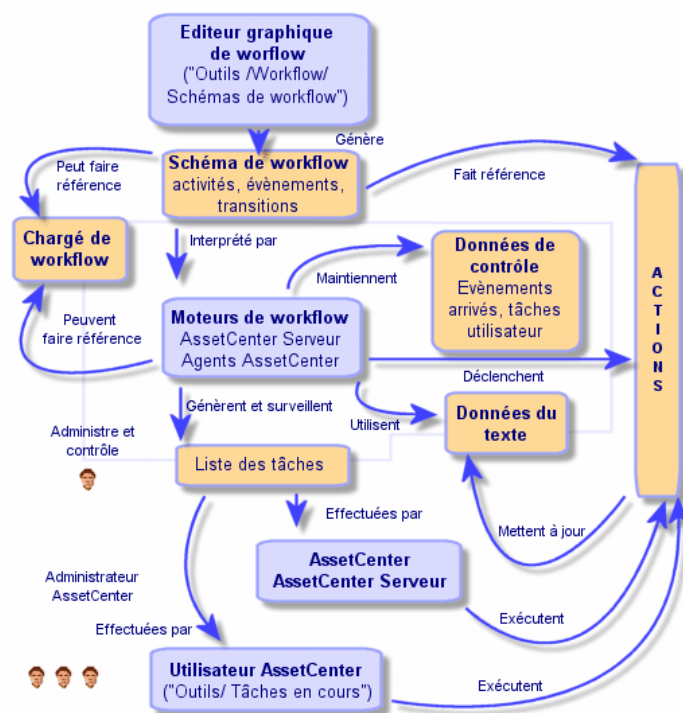 Editeur graphique
de worflow
("Outils /Workflow/
Schémas de workflow")
Génère
Peut faire
référence
Schéma de workflow
activités, évènements,
transitions
Fait référence
Chargé de
workflow
Interprété par
Données de
contrôle
Evènements
arrivés, tâches
utilisateur
Maintiennent
ACTIONS
Peuvent
faire référence
Moteurs de workflow
AssetCenter Serveur
Agents AssetCenter
Déclenchent
Génèrent et surveillent
Utilisent
Données du
texte
Administre et
contrôle
Liste des tâches
Effectuées par
Mettent à jour
AssetCenter
AssetCenter Serveur
Administrateur
AssetCenter
Exécutent
Effectuées par
Utilisateur AssetCenter
("Outils/ Tâches en cours")
Exécutent